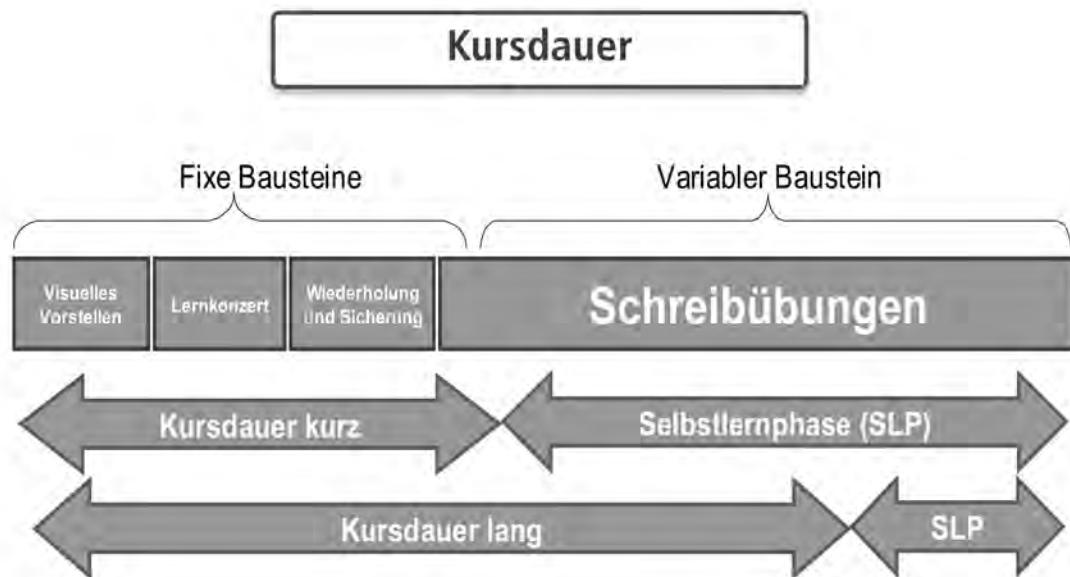 Kursdauer
Fixe Bausteine
Variabler Baustein
Visuelles
Vorstellen
Lernkonzert
Wiederholung
und Sicherung
Schreibübungen
Kursdauer kurz
Selbstlernphase (SLP)
Kursdauer lang
SLP